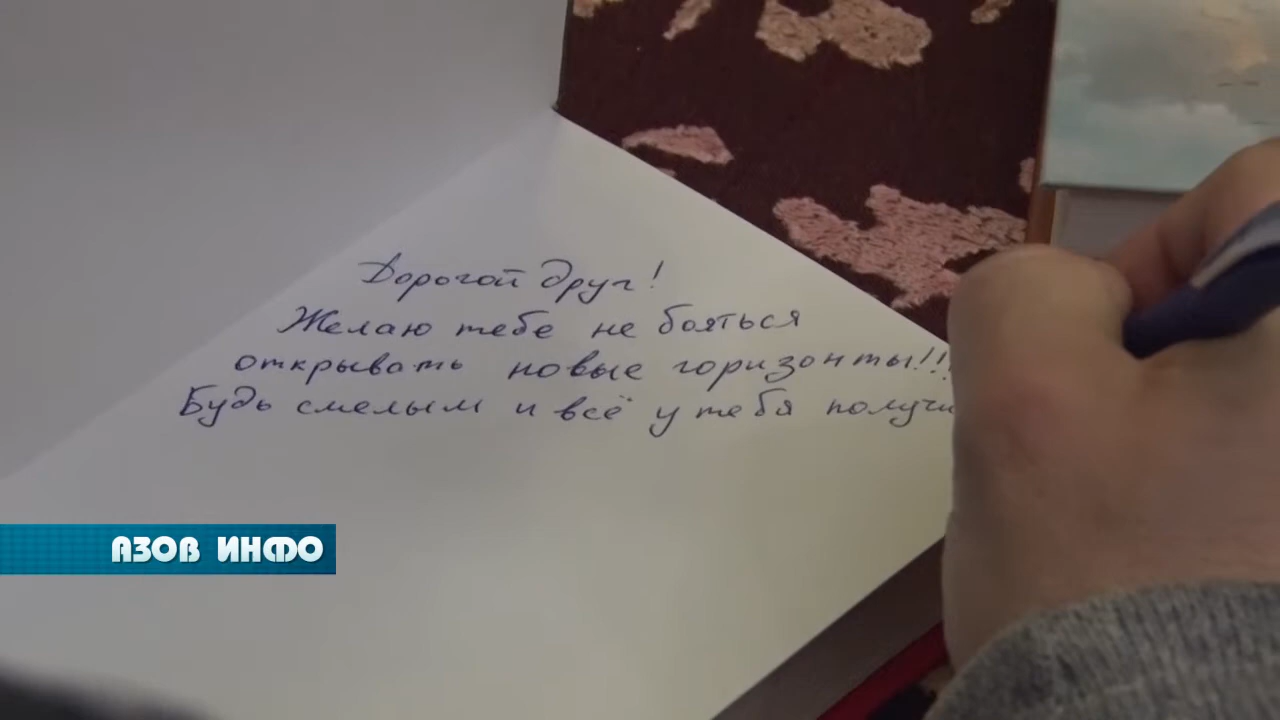 Дорогой друг!
Желаю тебе не бояться
открывать новые горизонты!!!
Будь смелым и всё у тебя
АЗОВ ИНФО